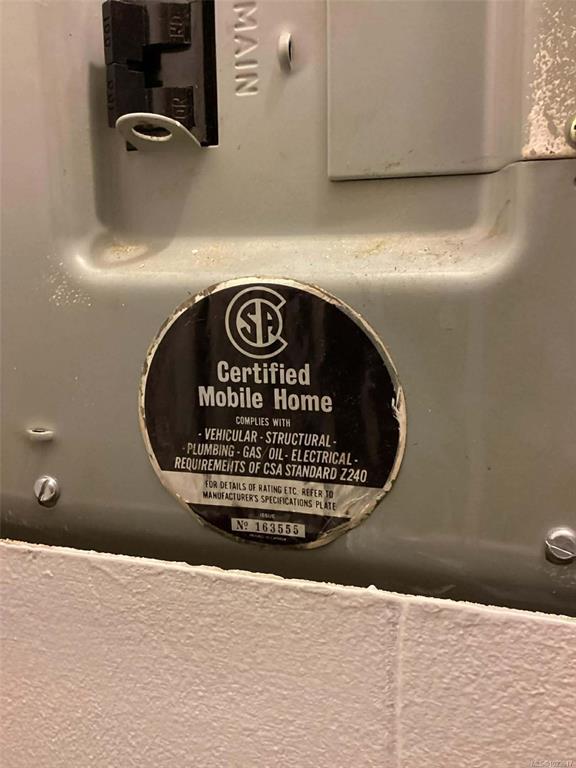 MAIN
CSA
Certified
Mobile Home
COMPLIES WITH
- VEHICULAR - STRUCTURAL -
- PLUMBING - GAS / OIL - ELECTRICAL -
REQUIREMENTS OF CSA STANDARD Z240
FOR DETAILS OF RATING ETC. REFER TO
MANUFACTURER'S SPECIFICATIONS PLATE
ISSUE
Nº 163555